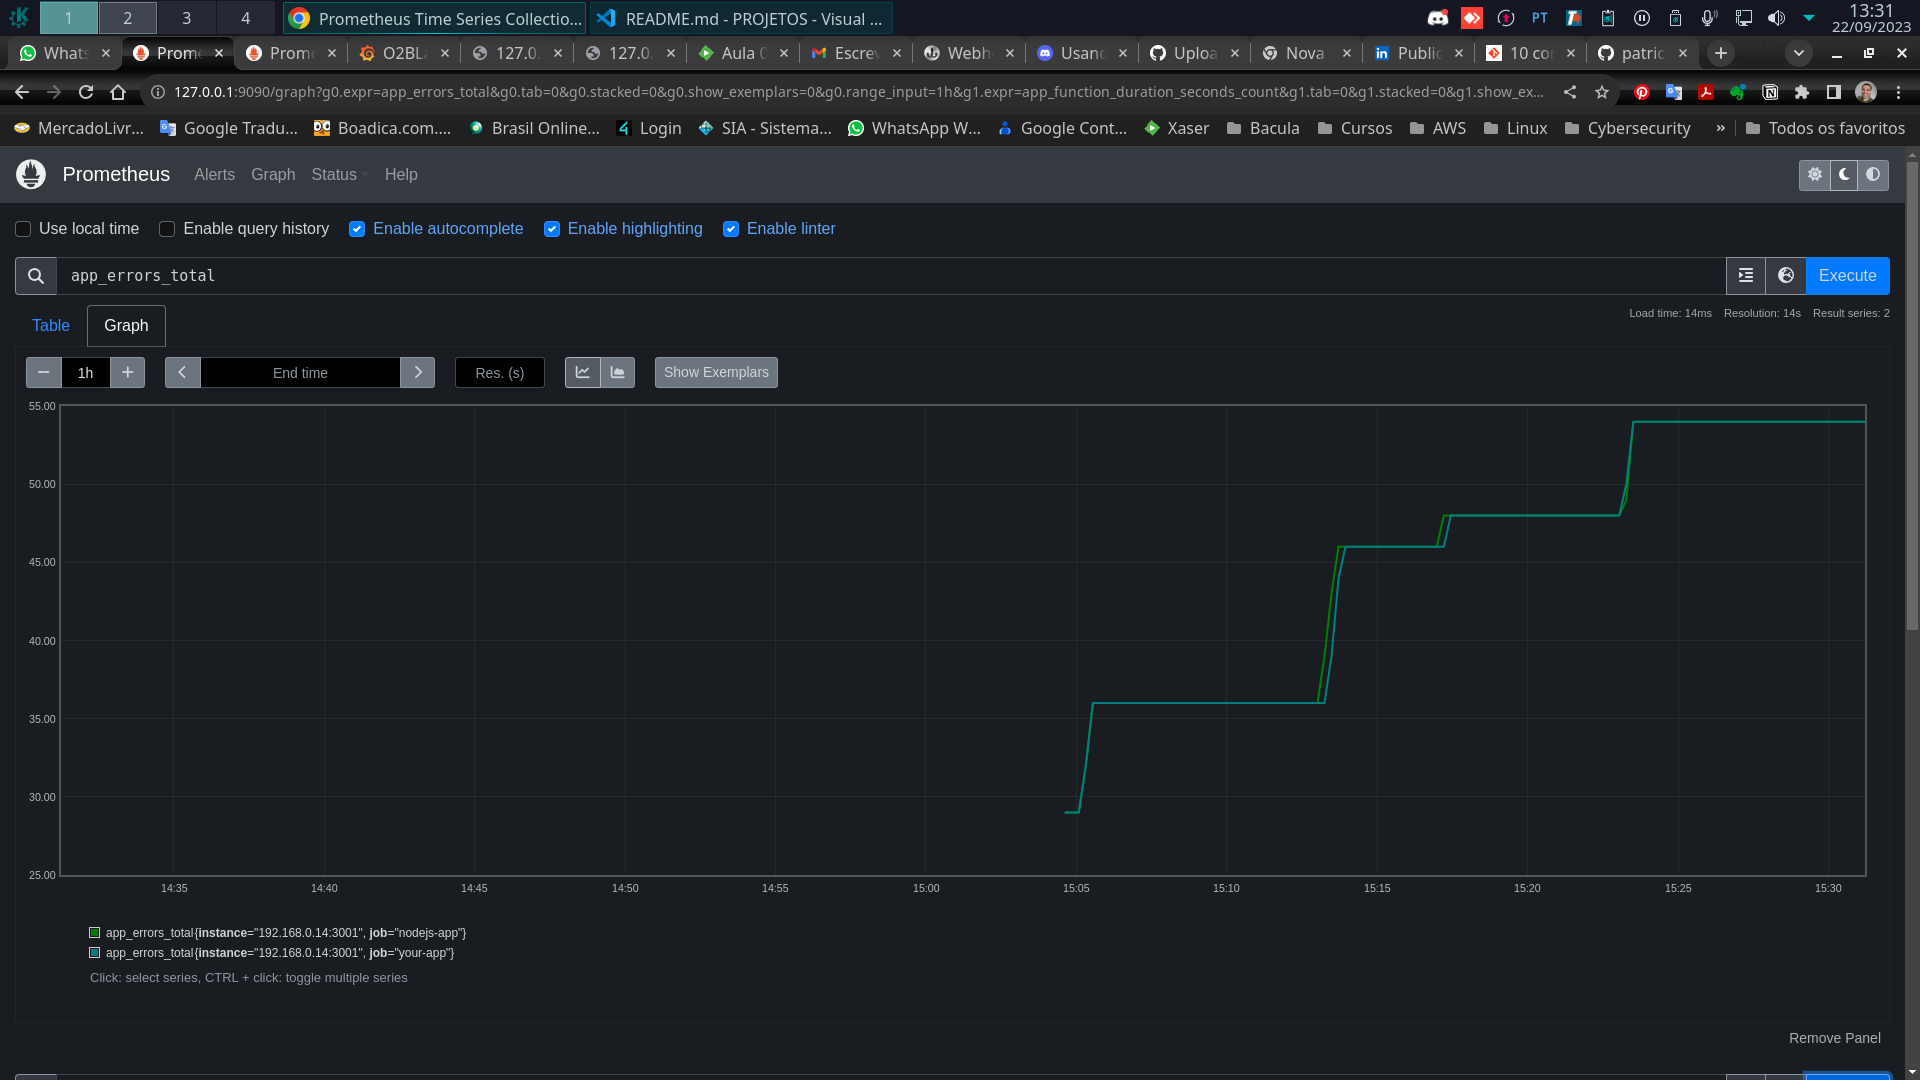 1 2 3 4 Prometheus Time Series Collectio... README.md - PROJETOS - Visual ... PT 13:31
22/09/2023
Whats Prome Prome O2BLa 127.0. 127.0. Aula 0 Escrev Webh Usanc Uploa Nova Public 10 co patric
127.0.0.1:9090/graph?g0.expr=app_errors_total&g0.tab=0&g0.stacked=0&g0.show_exemplars=0&g0.range_input=1h&g1.expr=app_function_duration_seconds_count&g1.tab=0&g1.stacked=0&g1.show_ex...
MercadoLivr... Google Tradu... Boadica.com.... Brasil Online... Login SIA - Sistema... WhatsApp W... Google Cont... Xaser Bacula Cursos AWS Linux Cybersecurity » Todos os favoritos
Prometheus Alerts Graph Status Help
Use local time Enable query history Enable autocomplete Enable highlighting Enable linter
app_errors_total Execute
Table Graph Load time: 14ms Resolution: 14s Result series: 2
1h End time Res. (s) Show Exemplars
55.00
50.00
45.00
40.00
35.00
30.00
25.00
14:35 14:40 14:45 14:50 14:55 15:00 15:05 15:10 15:15 15:20 15:25 15:30
app_errors_total{instance="192.168.0.14:3001", job="nodejs-app"}
app_errors_total{instance="192.168.0.14:3001", job="your-app"}
Click: select series, CTRL + click: toggle multiple series
Remove Panel